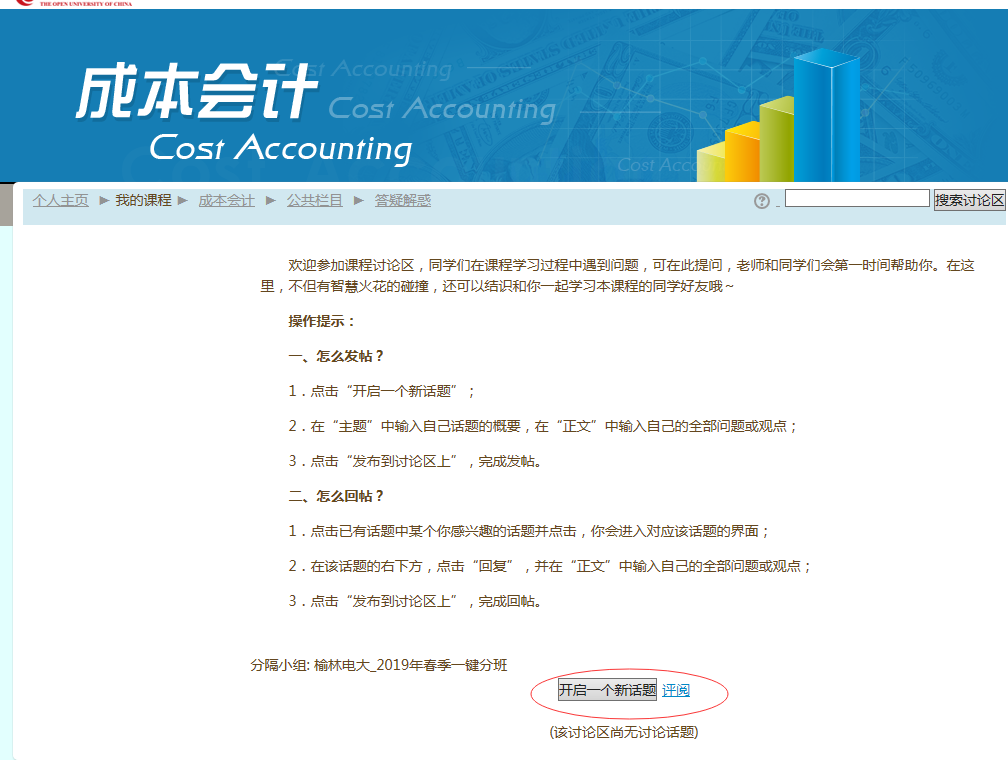 THE OPEN UNIVERSITY OF CHINA
Cost Accounting
成本会计
Cost Accounting
Cost Accounting
Cost Acco
个人主页 ► 我的课程 ► 成本会计 ► 公共栏目 ► 答疑解惑
搜索讨论区
欢迎参加课程讨论区，同学们在课程学习过程中遇到问题，可在此提问，老师和同学们会第一时间帮助你。在这
里，不但有智慧火花的碰撞，还可以结识和你一起学习本课程的同学好友哦～
操作提示：
一、怎么发帖？
1．点击“开启一个新话题”；
2．在“主题”中输入自己话题的概要，在“正文”中输入自己的全部问题或观点；
3．点击“发布到讨论区上”，完成发帖。
二、怎么回帖？
1．点击已有话题中某个你感兴趣的话题并点击，你会进入对应该话题的界面；
2．在该话题的右下方，点击“回复”，并在“正文”中输入自己的全部问题或观点；
3．点击“发布到讨论区上”，完成回帖。
分隔小组: 榆林电大_2019年春季一键分班
开启一个新话题 评阅
(该讨论区尚无讨论话题)